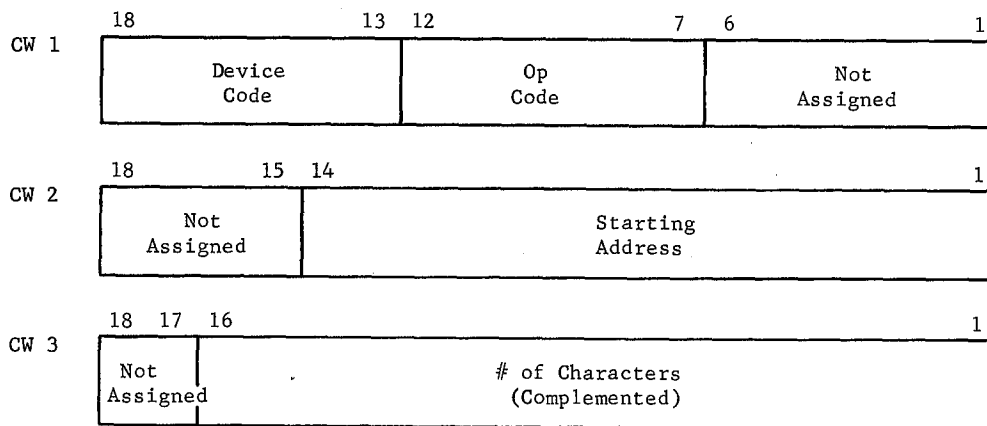 18 13 12 7 6 1
CW 1
Device Op Not
Code Code Assigned
18 15 14 1
CW 2
Not Starting
Assigned Address
18 17 16 1
CW 3
Not # of Characters
Assigned (Complemented)